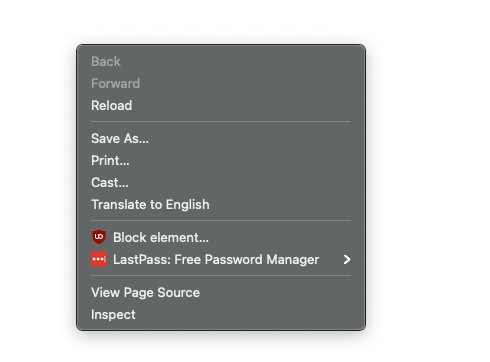 Back
Forward
Reload
Save As...
Print...
Cast...
Translate to English
Block element...
LastPass: Free Password Manager
View Page Source
Inspect